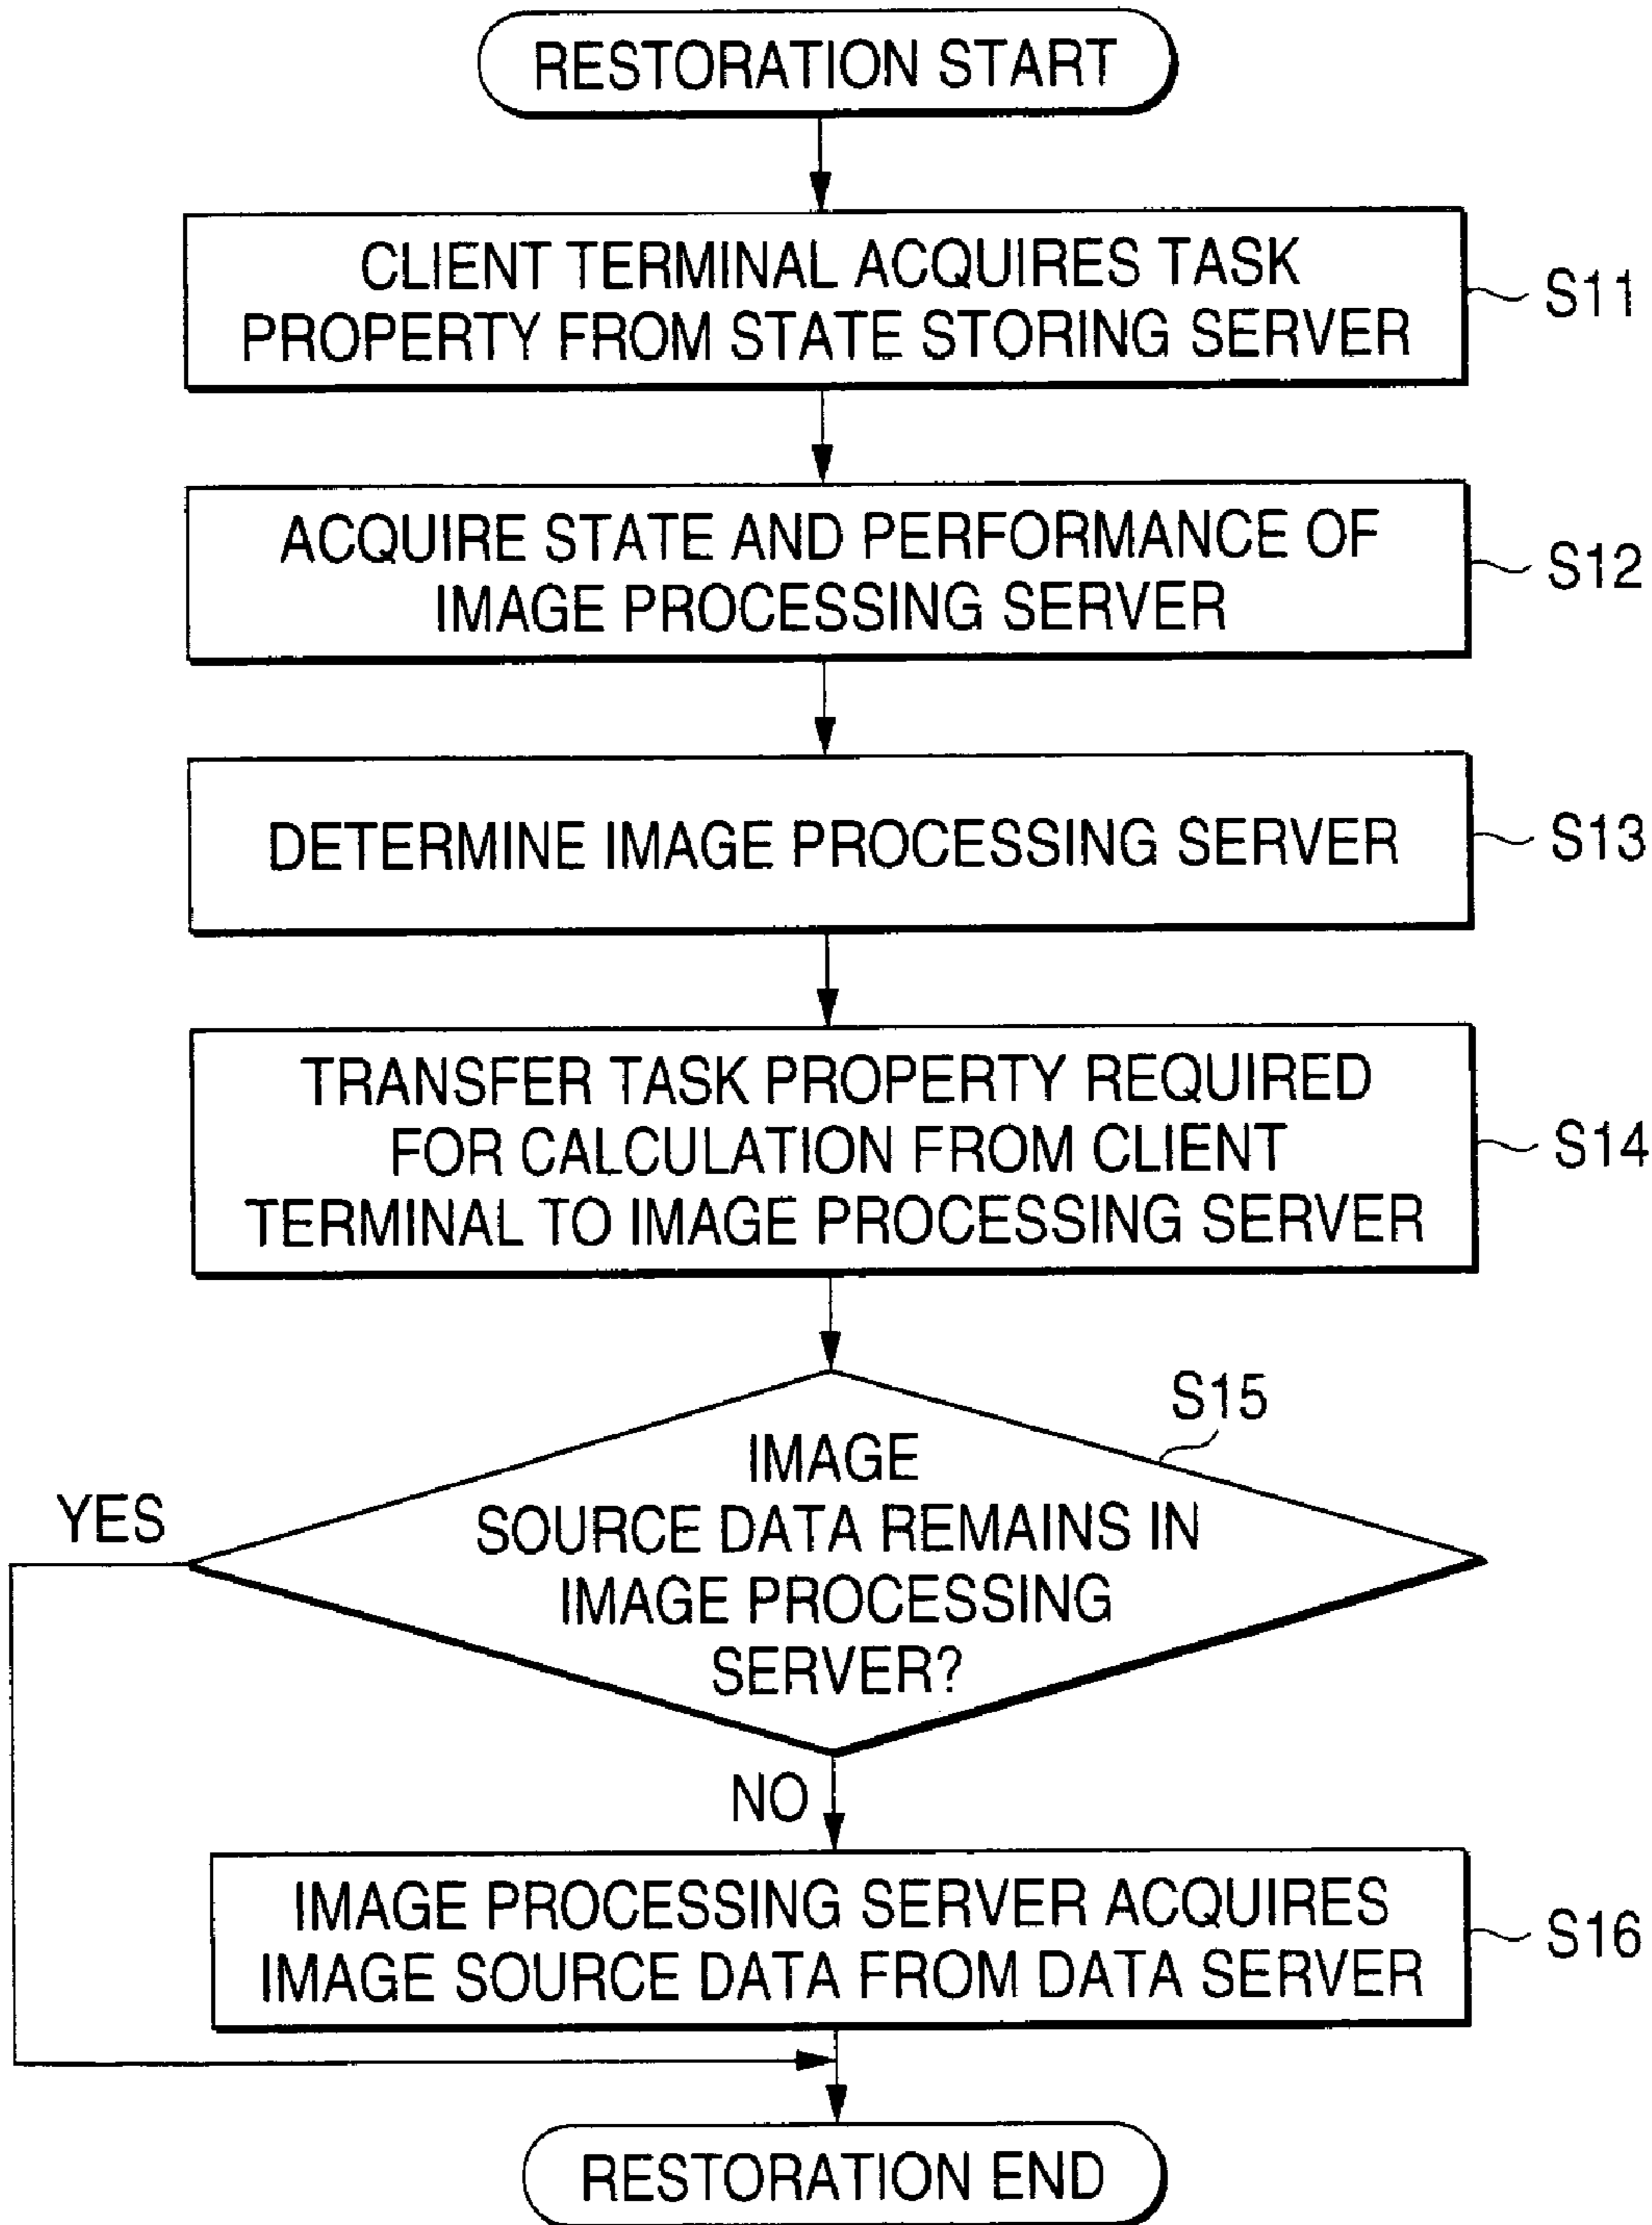 RESTORATION START
CLIENT TERMINAL ACQUIRES TASK
PROPERTY FROM STATE STORING SERVER
S11
ACQUIRE STATE AND PERFORMANCE OF
IMAGE PROCESSING SERVER
S12
DETERMINE IMAGE PROCESSING SERVER
S13
TRANSFER TASK PROPERTY REQUIRED
FOR CALCULATION FROM CLIENT
TERMINAL TO IMAGE PROCESSING SERVER
S14
S15
IMAGE
SOURCE DATA REMAINS IN
IMAGE PROCESSING
SERVER?
YES
NO
IMAGE PROCESSING SERVER ACQUIRES
IMAGE SOURCE DATA FROM DATA SERVER
S16
RESTORATION END